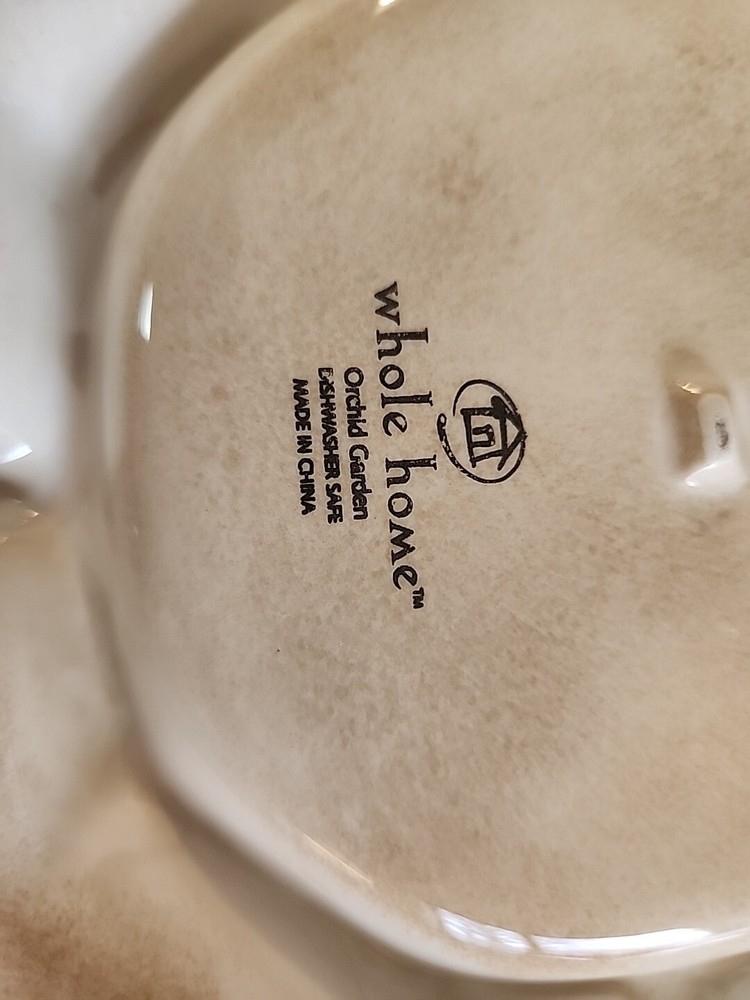 whole home™
Orchid Garden
DISHWASHER SAFE
MADE IN CHINA